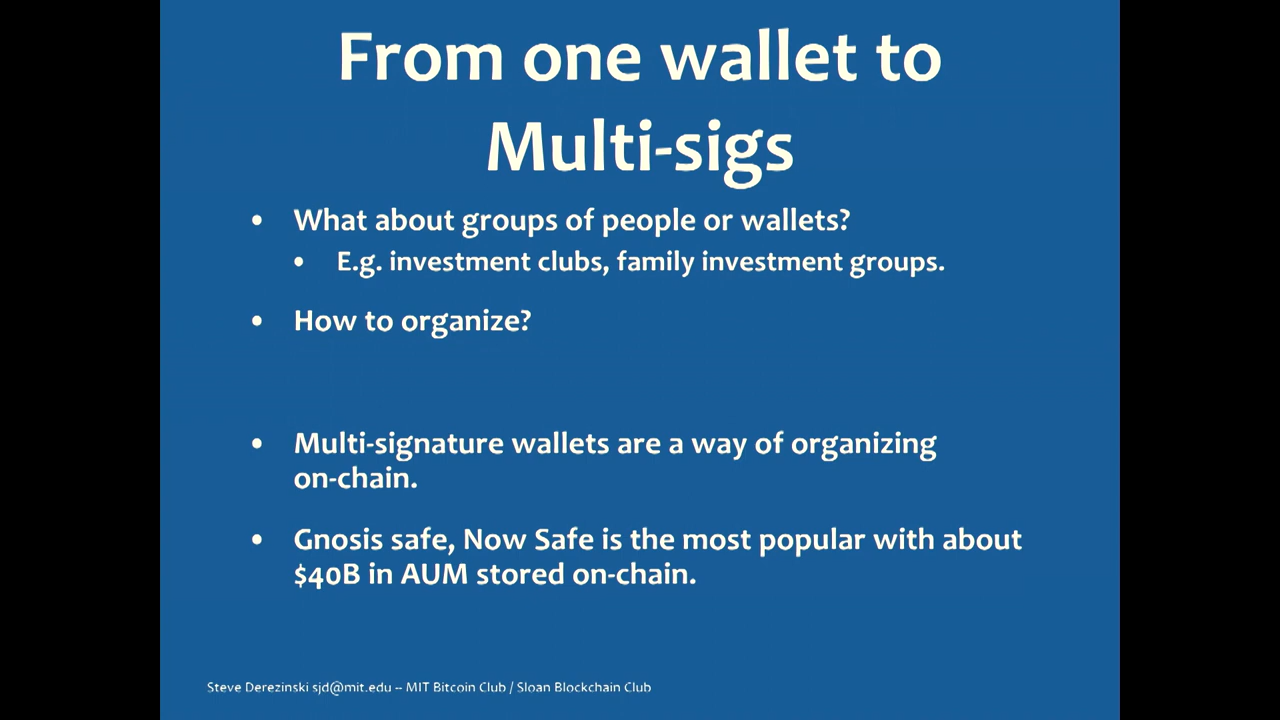 From one wallet to
Multi-sigs
• What about groups of people or wallets?
• E.g. investment clubs, family investment groups.
• How to organize?
• Multi-signature wallets are a way of organizing
on-chain.
• Gnosis safe, Now Safe is the most popular with about
$40B in AUM stored on-chain.
Steve Derezinski sjd@mit.edu -- MIT Bitcoin Club / Sloan Blockchain Club